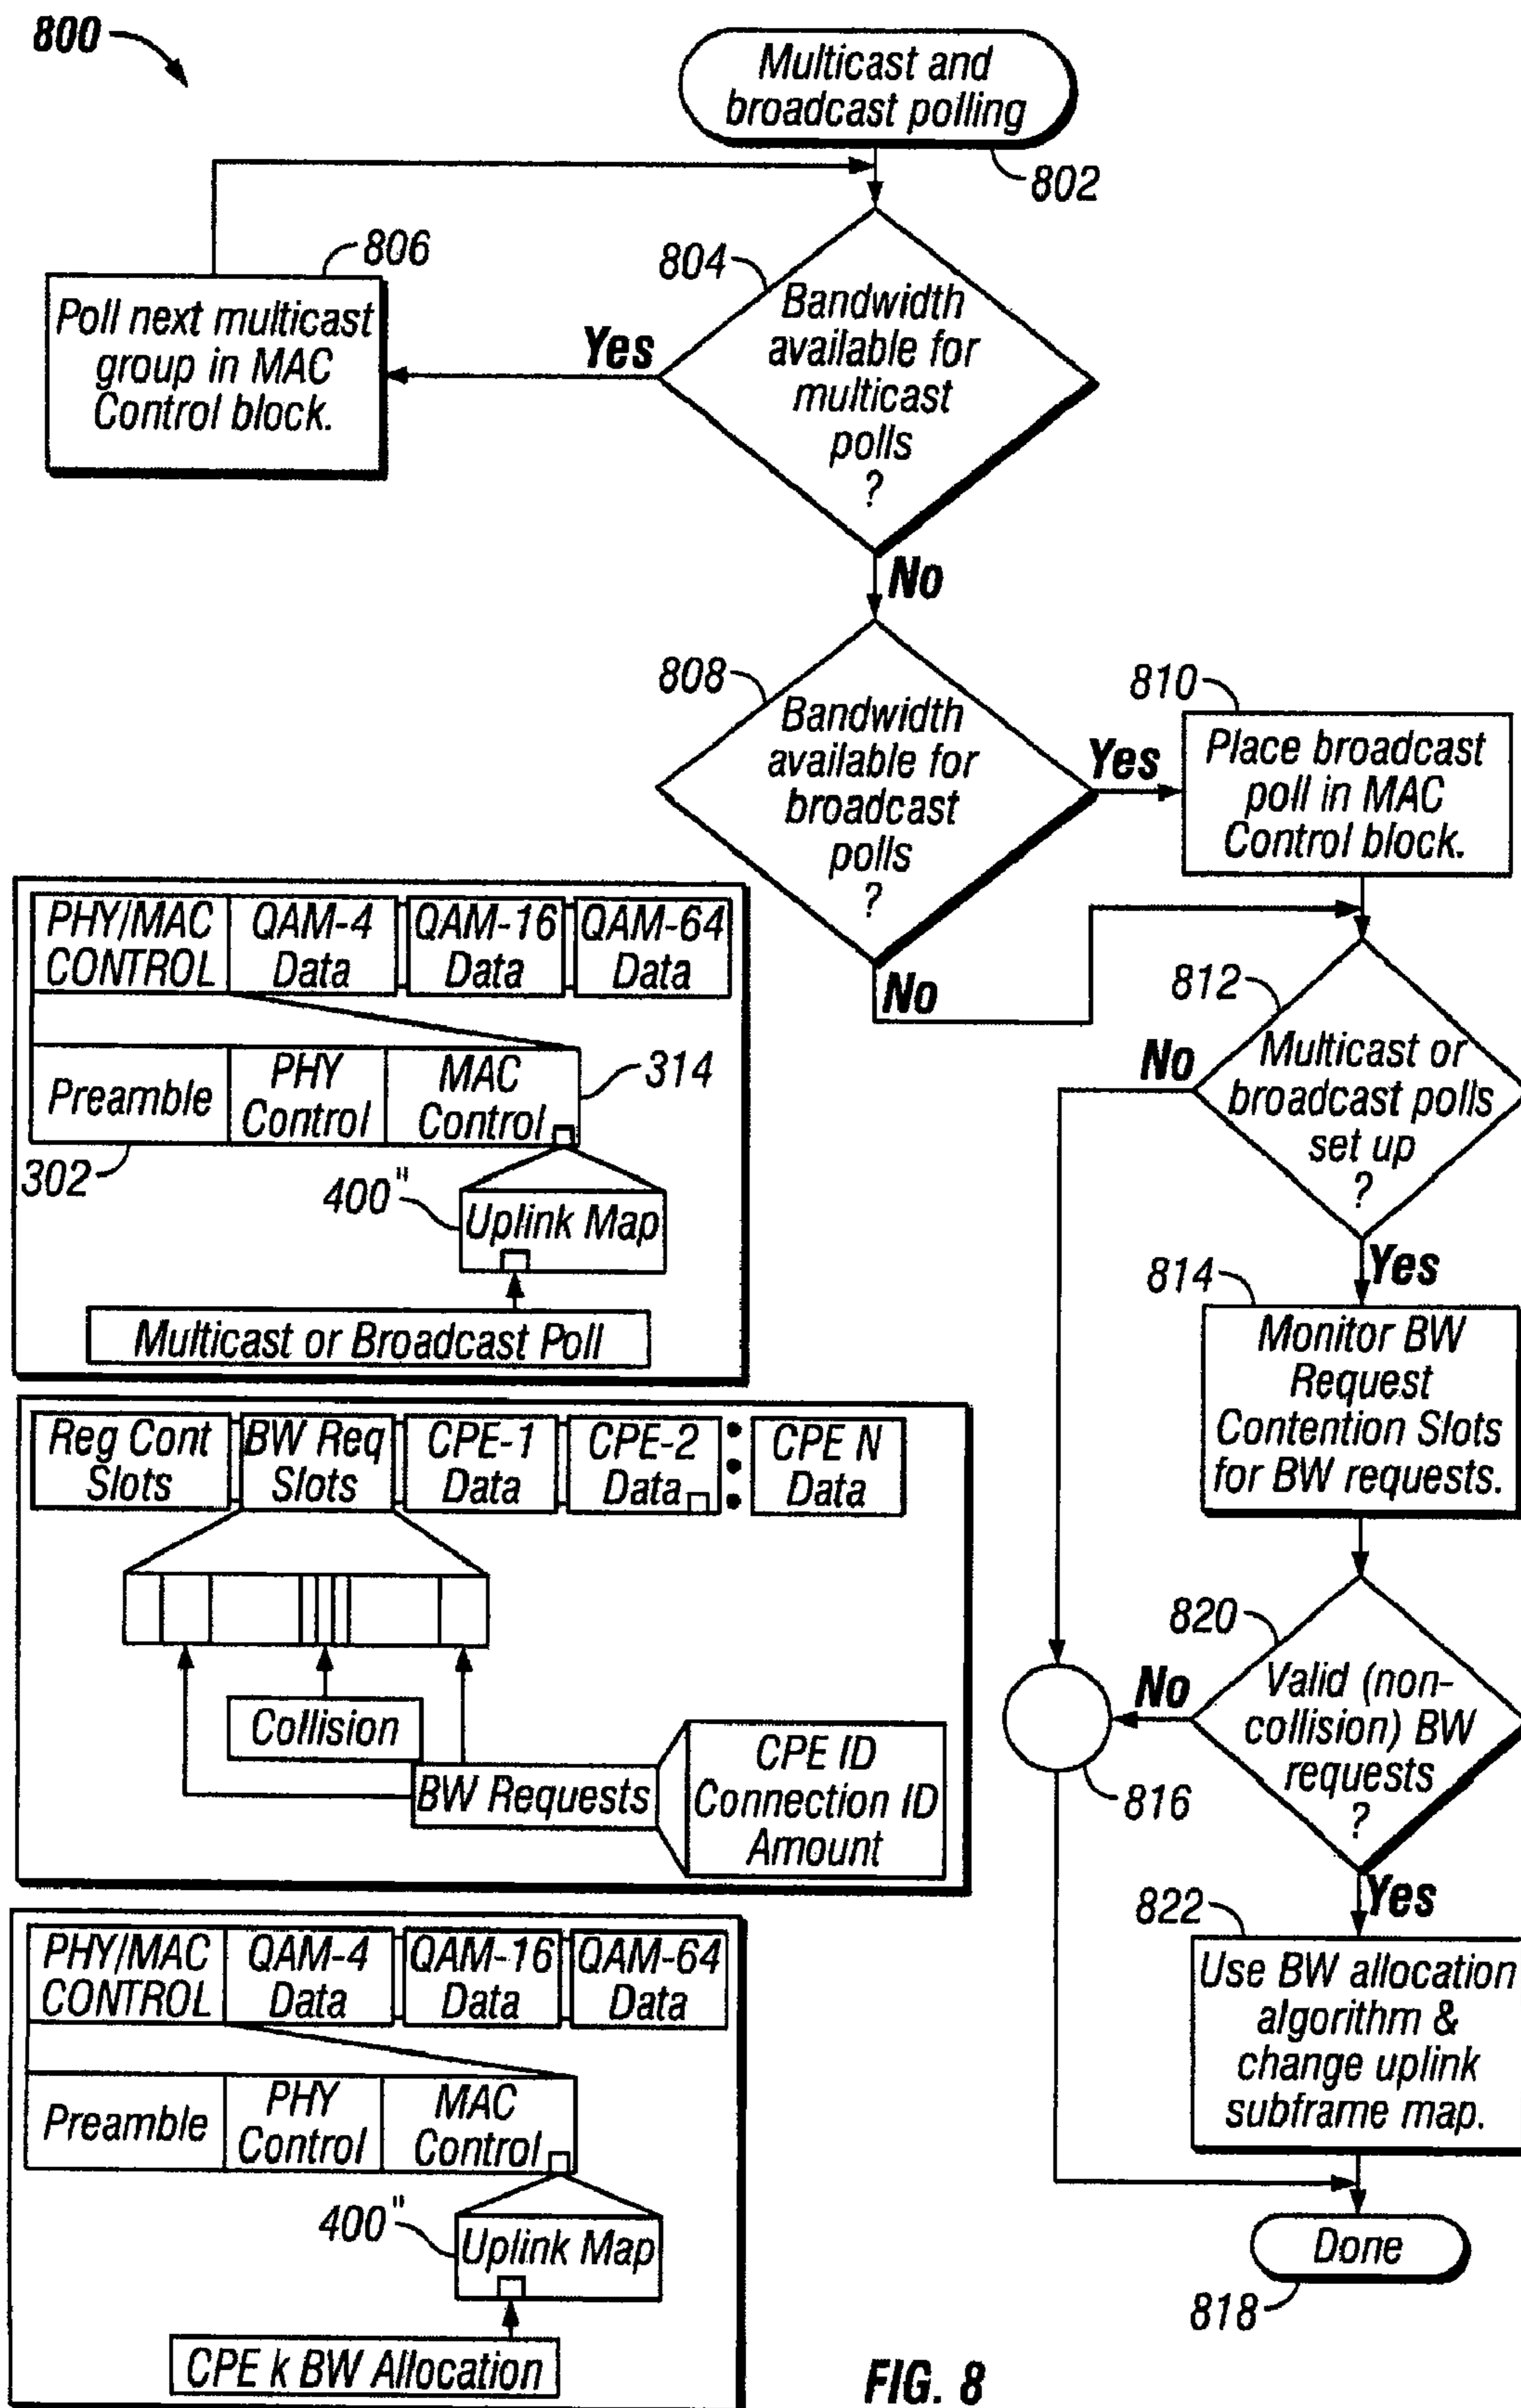 800
Multicast and
broadcast polling
802
806
Poll next multicast
group in MAC
Control block.
804
Bandwidth
available for
multicast
polls
?
Yes
No
808
Bandwidth
available for
broadcast
polls
?
Yes
No
810
Place broadcast
poll in MAC
Control block.
812
Multicast or
broadcast polls
set up
?
No
Yes
814
Monitor BW
Request
Contention Slots
for BW requests.
820
Valid (non-
collision) BW
requests
?
No
816
Yes
822
Use BW allocation
algorithm &
change uplink
subframe map.
Done
818
PHY/MAC
CONTROL
QAM-4
Data
QAM-16
Data
QAM-64
Data
Preamble
PHY
Control
MAC
Control
314
302
400"
Uplink Map
Multicast or Broadcast Poll
Reg Cont
Slots
BW Req
Slots
CPE-1
Data
CPE-2
Data
CPE N
Data
Collision
BW Requests
CPE ID
Connection ID
Amount
PHY/MAC
CONTROL
QAM-4
Data
QAM-16
Data
QAM-64
Data
Preamble
PHY
Control
MAC
Control
400"
Uplink Map
CPE k BW Allocation
FIG. 8